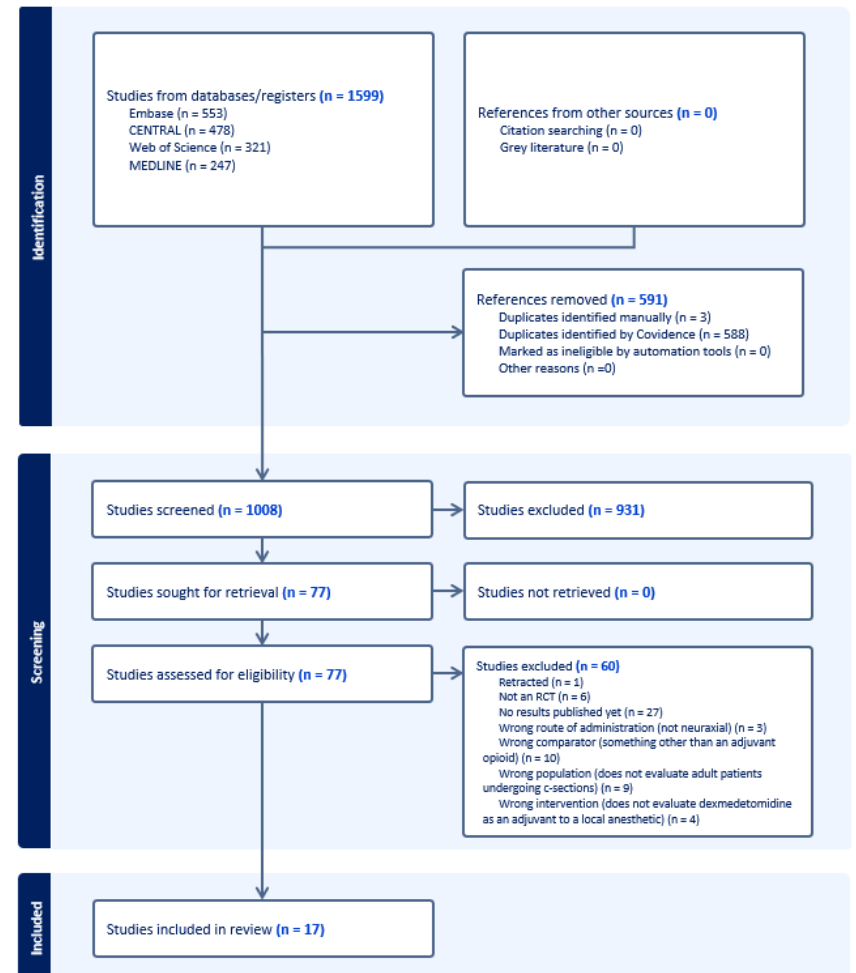 Identification
Studies from databases/registers (n = 1599)
Embase (n = 553)
CENTRAL (n = 478)
Web of Science (n = 321)
MEDLINE (n = 247)
References from other sources (n = 0)
Citation searching (n = 0)
Grey literature (n = 0)
References removed (n = 591)
Duplicates identified manually (n = 3)
Duplicates identified by Covidence (n = 588)
Marked as ineligible by automation tools (n = 0)
Other reasons (n =0)
Screening
Studies screened (n = 1008)
Studies excluded (n = 931)
Studies sought for retrieval (n = 77)
Studies not retrieved (n = 0)
Studies assessed for eligibility (n = 77)
Studies excluded (n = 60)
Retracted (n = 1)
Not an RCT (n = 6)
No results published yet (n = 27)
Wrong route of administration (not neuraxial) (n = 3)
Wrong comparator (something other than an adjuvant
opioid) (n = 10)
Wrong population (does not evaluate adult patients
undergoing c-sections) (n = 9)
Wrong intervention (does not evaluate dexmedetomidine
as an adjuvant to a local anesthetic) (n = 4)
Included
Studies included in review (n = 17)